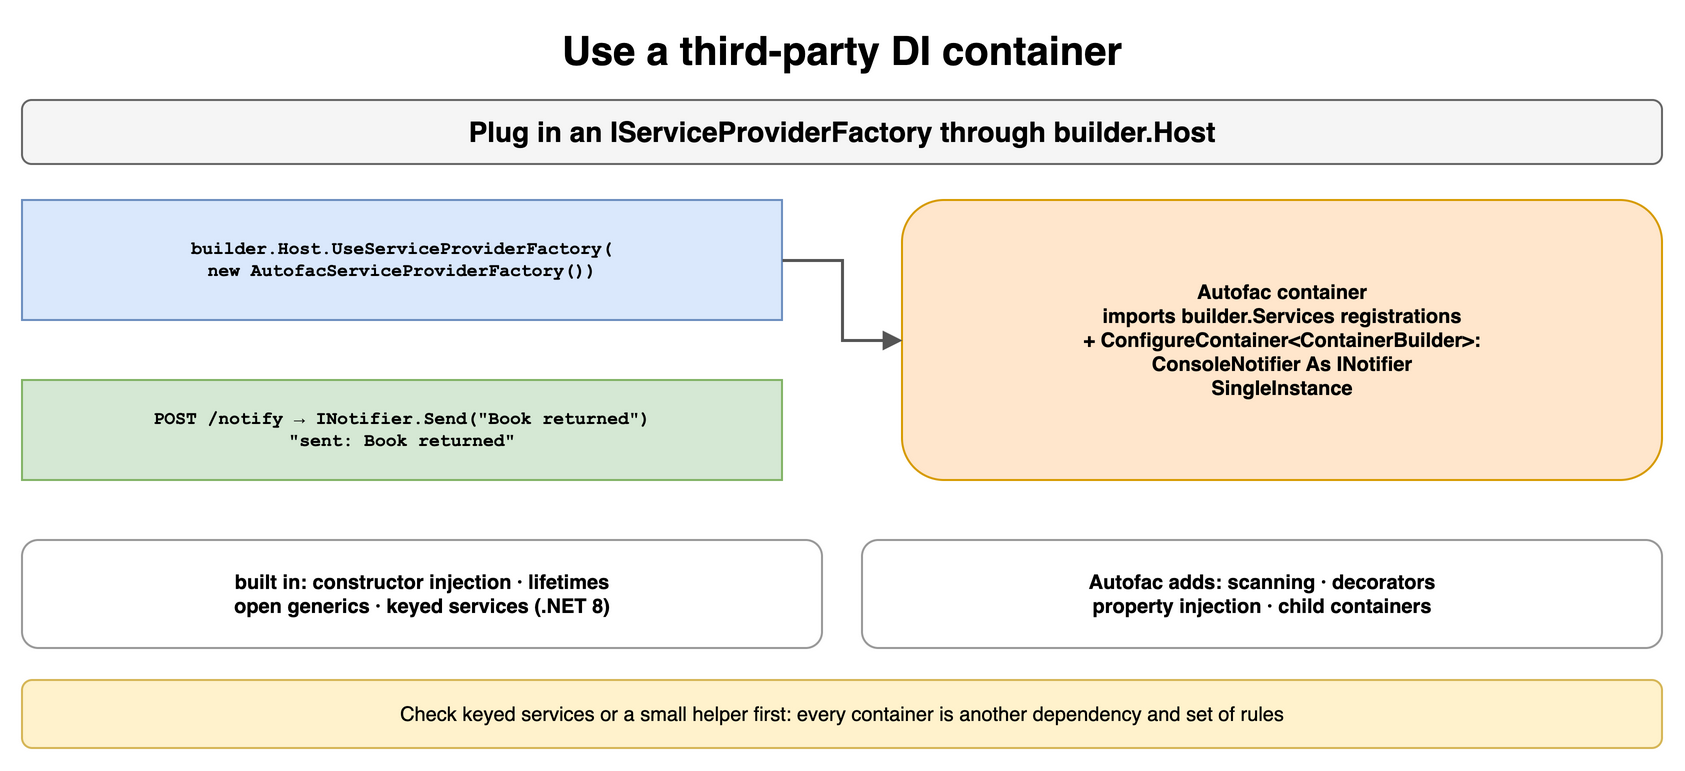 Use a third-party DI container
Plug in an IServiceProviderFactory through builder.Host
builder.Host.UseServiceProviderFactory(
new AutofacServiceProviderFactory())
Autofac container
imports builder.Services registrations
+ ConfigureContainer<ContainerBuilder>:
ConsoleNotifier As INotifier
SingleInstance
POST /notify → INotifier.Send("Book returned")
"sent: Book returned"
built in: constructor injection · lifetimes
open generics · keyed services (.NET 8)
Autofac adds: scanning · decorators
property injection · child containers
Check keyed services or a small helper first: every container is another dependency and set of rules